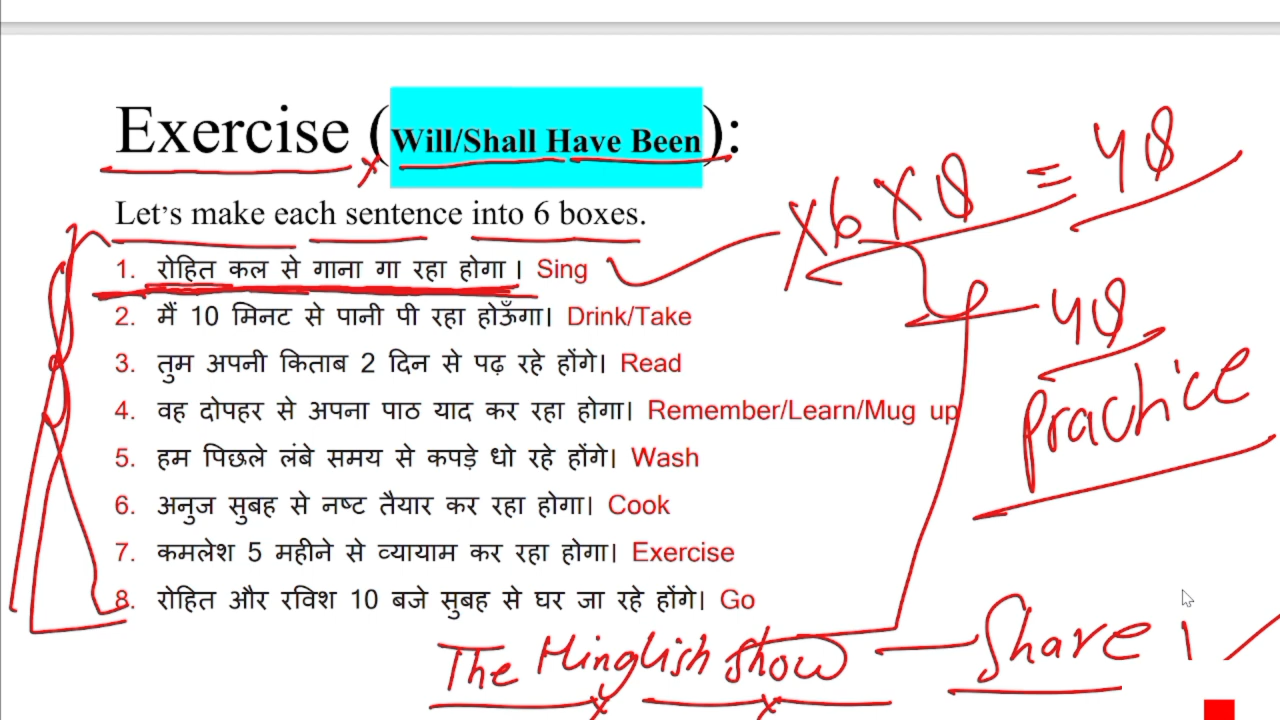 Exercise (Will/Shall Have Been):
Let's make each sentence into 6 boxes.
1. रोहित कल से गाना गा रहा होगा । Sing
2. मैं 10 मिनट से पानी पी रहा होऊँगा। Drink/Take
3. तुम अपनी किताब 2 दिन से पढ़ रहे होंगे। Read
4. वह दोपहर से अपना पाठ याद कर रहा होगा। Remember/Learn/Mug up
5. हम पिछले लंबे समय से कपड़े धो रहे होंगे। Wash
6. अनुज सुबह से नष्ट तैयार कर रहा होगा। Cook
7. कमलेश 5 महीने से व्यायाम कर रहा होगा। Exercise
8. रोहित और रविश 10 बजे सुबह से घर जा रहे होंगे। Go
x6 x 8 = 48
48
Practice
The Hinglish Show
Share